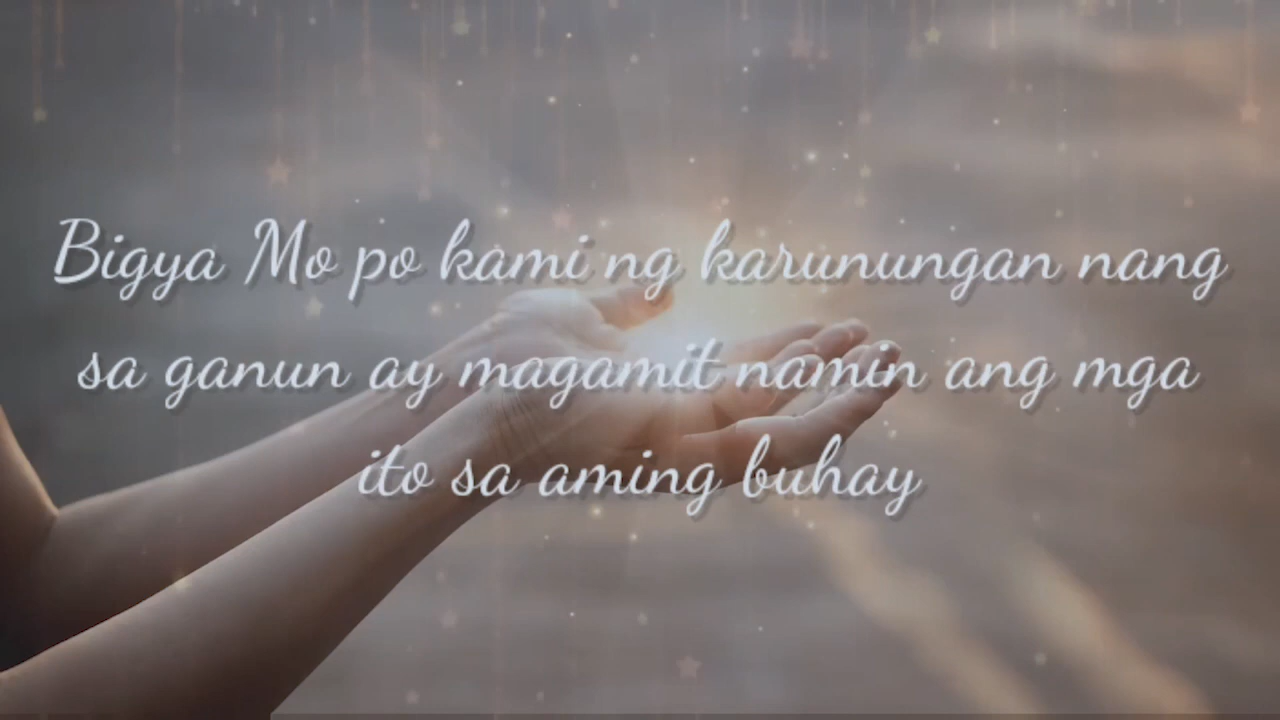 Bigya Mo po kami ng karunungan nang
sa ganun ay magamit namin ang mga
ito sa aming buhay